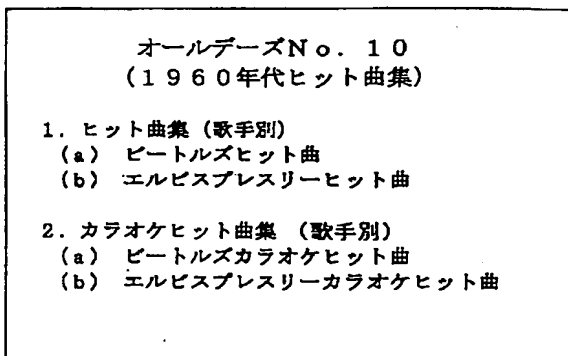 オールデーズNo．10
（1960年代ヒット曲集）
1．ヒット曲集（歌手別）
（a） ビートルズヒット曲
（b） エルビスプレスリーヒット曲
2．カラオケヒット曲集 （歌手別）
（a） ビートルズカラオケヒット曲
（b） エルビスプレスリーカラオケヒット曲